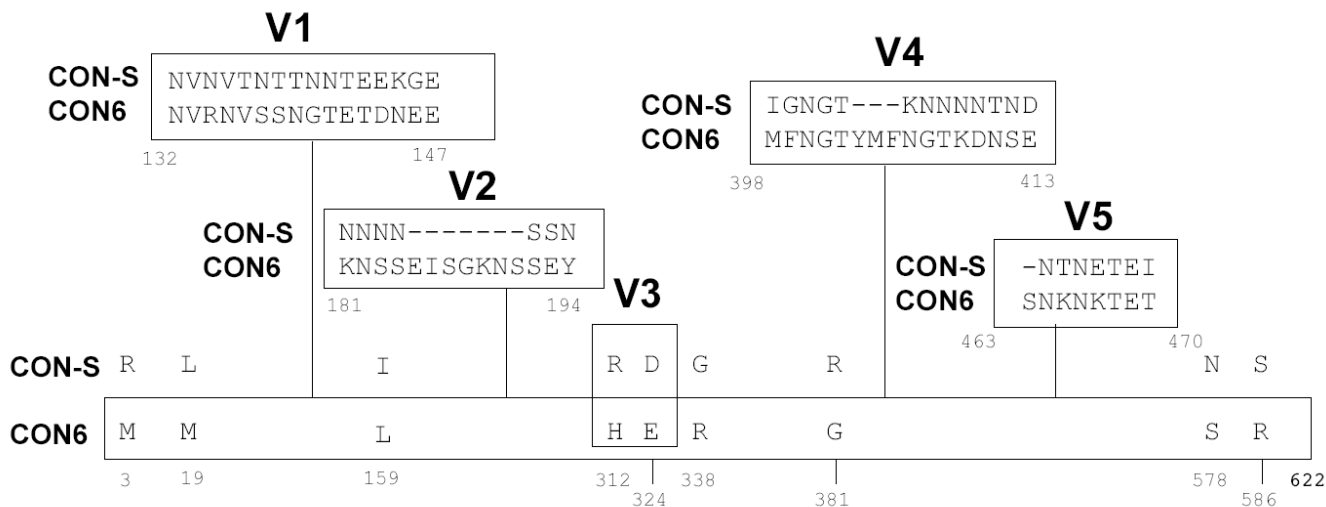 V1
CON-S NVNVTNTTNNTEEKGE
CON6 NVRNVSSNGTETDNEE
132 147
V4
CON-S IGNGT---KNNNNTND
CON6 MFNGTYMFNGTKDNSE
398 413
V2
CON-S NNNN-------SSN
CON6 KNSSEISGKNSSEY
181 194
V5
CON-S -NTNETEI
CON6 SNKNKTET
463 470
V3
CON-S R L I R D G R N S
CON6 M M L H E R G S R
3 19 159 312 324 338 381 578 586 622